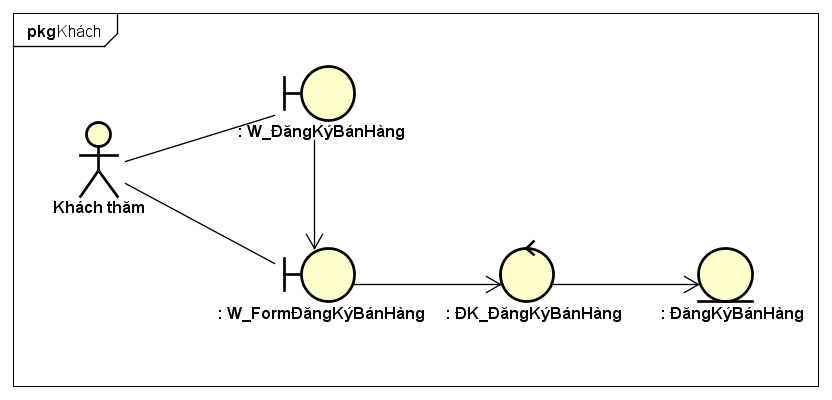 pkgKhách
: W_ĐăngKýBánHàng
Khách thăm
: W_FormĐăngKýBánHàng
: ĐK_ĐăngKýBánHàng
: ĐăngKýBánHàng